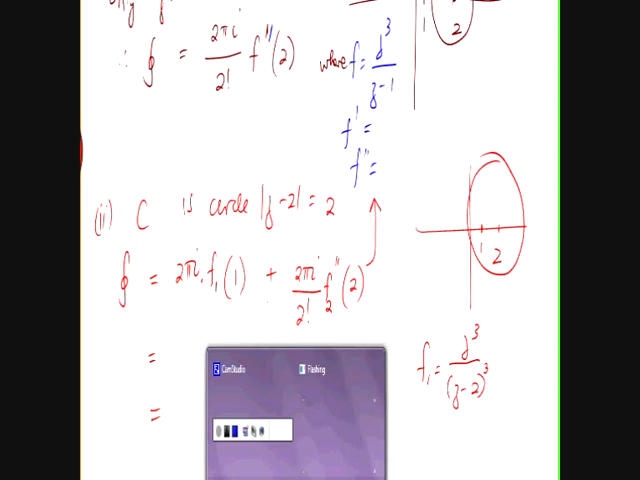 ∴ ∮ = 2πi/2! f''(2) where f = z³/(z-1)
f' =
f'' =
1
2
(ii) C is circle |z-2| = 2
1 2
∮ = 2πi f₁(1) + 2πi/2! f₂''(2)
=
=
f₁ = z³/(z-2)³
CamStudio
Flashing